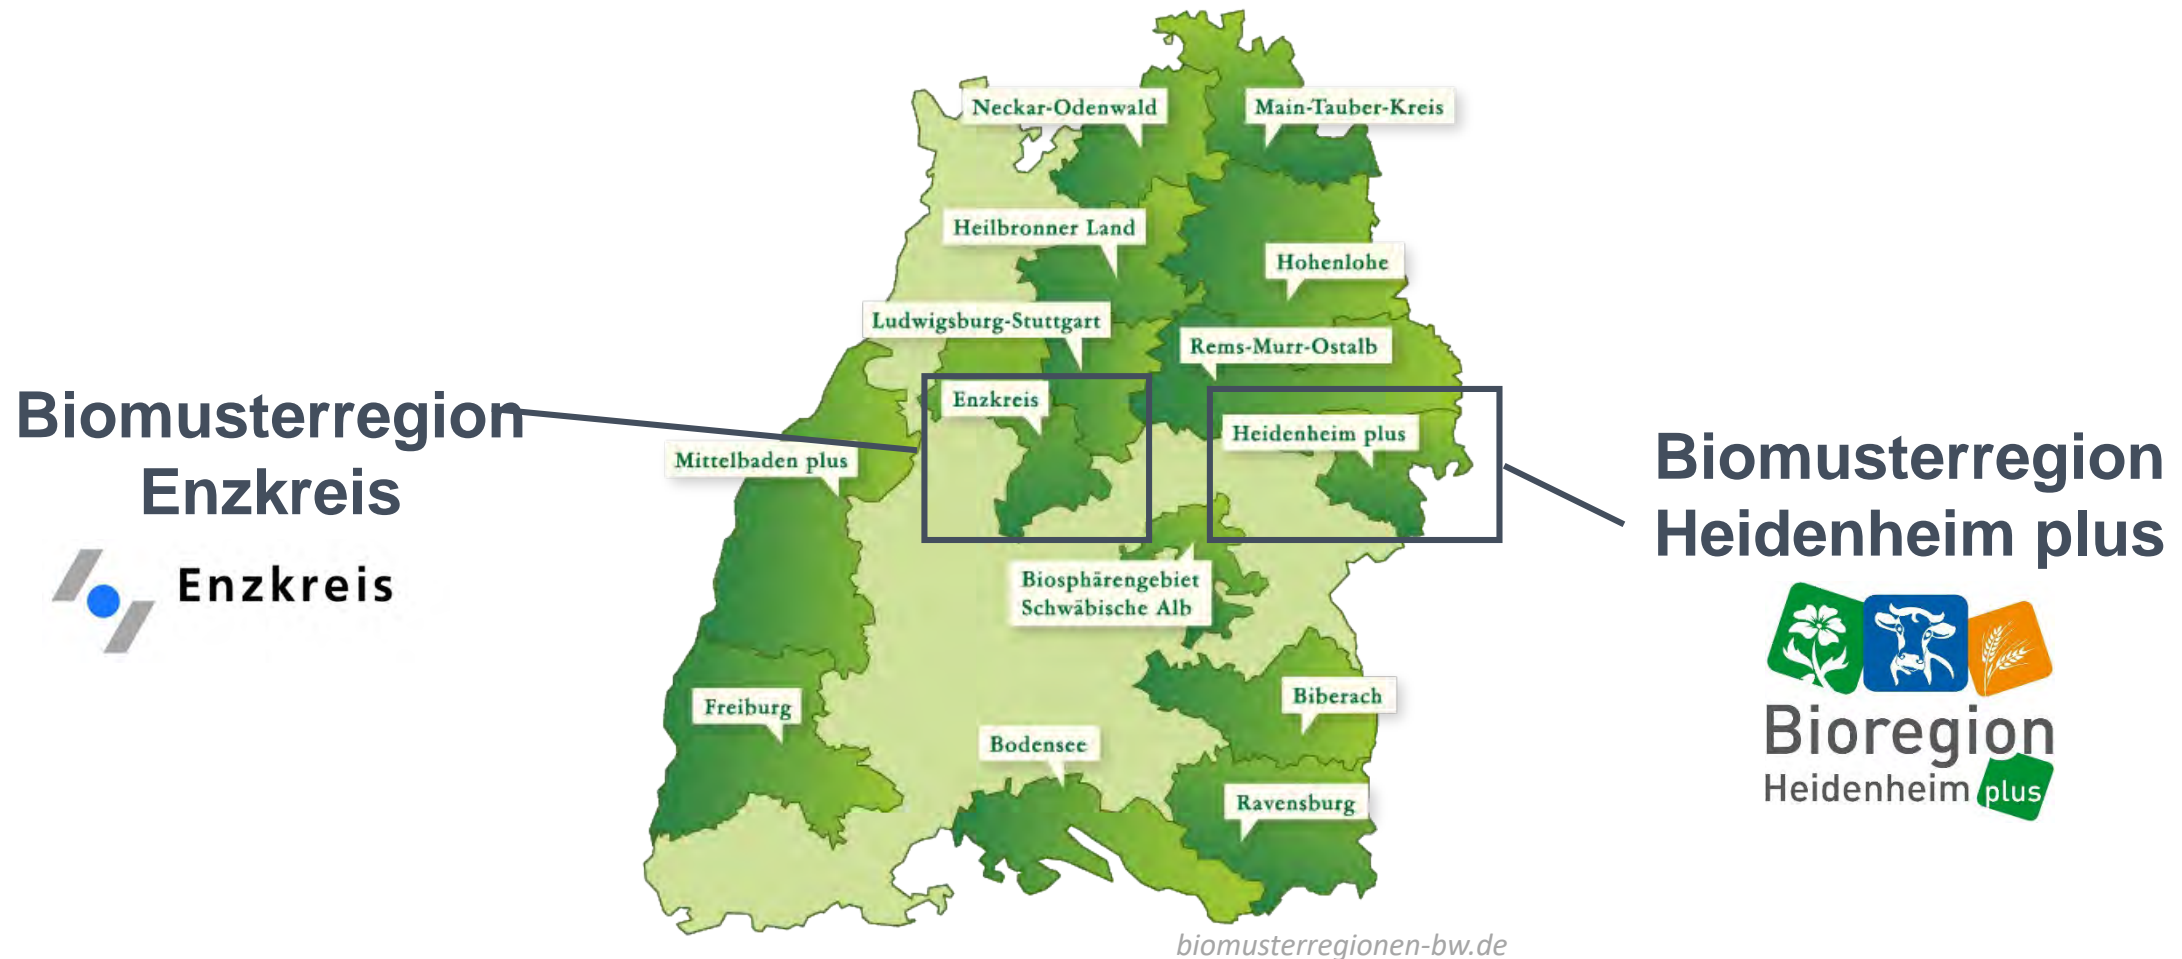 Neckar-Odenwald
Main-Tauber-Kreis
Heilbronner Land
Hohenlohe
Ludwigsburg-Stuttgart
Rems-Murr-Ostalb
Enzkreis
Heidenheim plus
Mittelbaden plus
Biosphärengebiet
Schwäbische Alb
Freiburg
Biberach
Bodensee
Ravensburg
Biomusterregion
Enzkreis
Enzkreis
Biomusterregion
Heidenheim plus
Bioregion
Heidenheim plus
biomusterregionen-bw.de